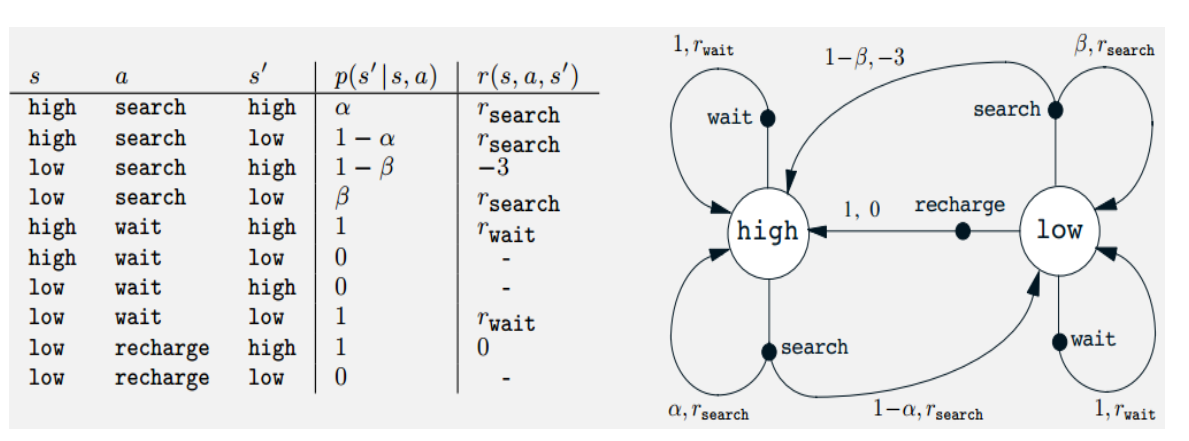 s a s′ p(s′|s, a) r(s, a, s′)
high search high α r_search
high search low 1 − α r_search
low search high 1 − β −3
low search low β r_search
high wait high 1 r_wait
high wait low 0 -
low wait high 0 -
low wait low 1 r_wait
low recharge high 1 0
low recharge low 0 -
1, r_wait
1−β, −3
β, r_search
wait
search
1, 0
recharge
high
low
search
wait
α, r_search
1−α, r_search
1, r_wait